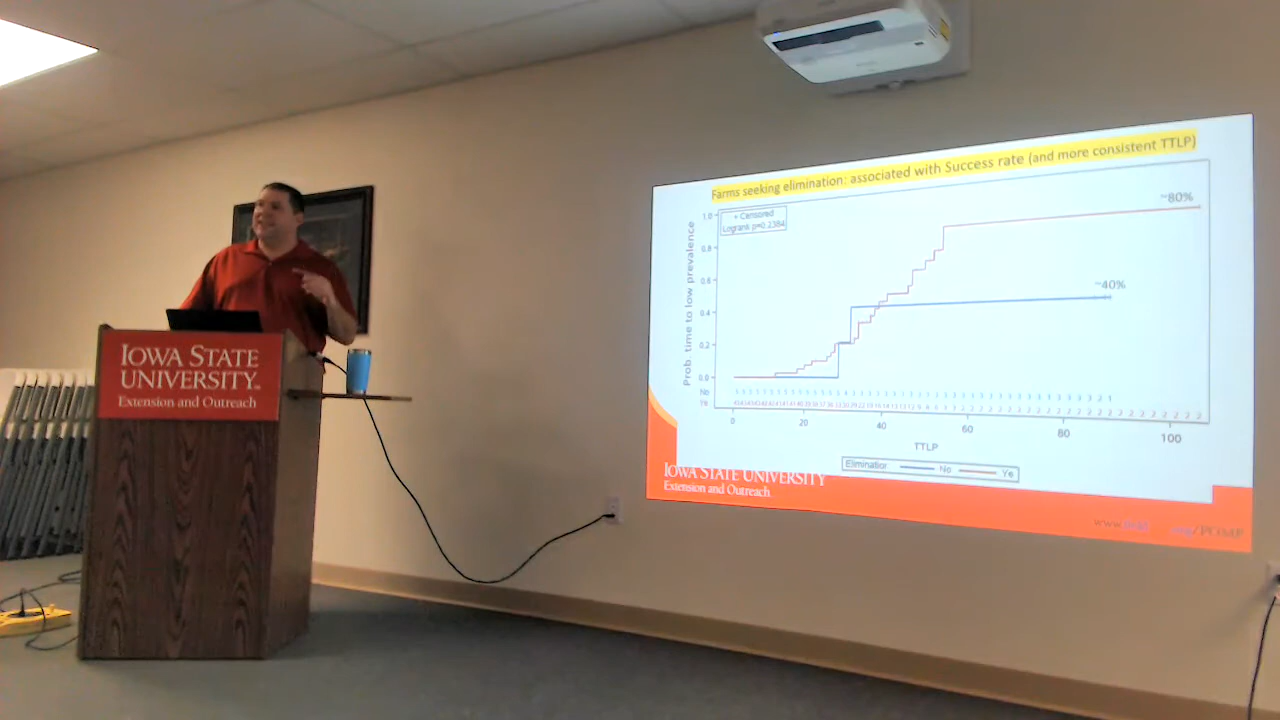 IOWA STATE
UNIVERSITY
Extension and Outreach
Farms seeking elimination: associated with Success rate (and more consistent TTLP)
+ Censored
Logrank p=0.2384
~80%
~40%
Prob. time to low prevalence
1.0
0.8
0.6
0.4
0.2
0.0
No
Ye
0 20 40 60 80 100
TTLP
Elimination No Ye
IOWA STATE UNIVERSITY
Extension and Outreach
www.